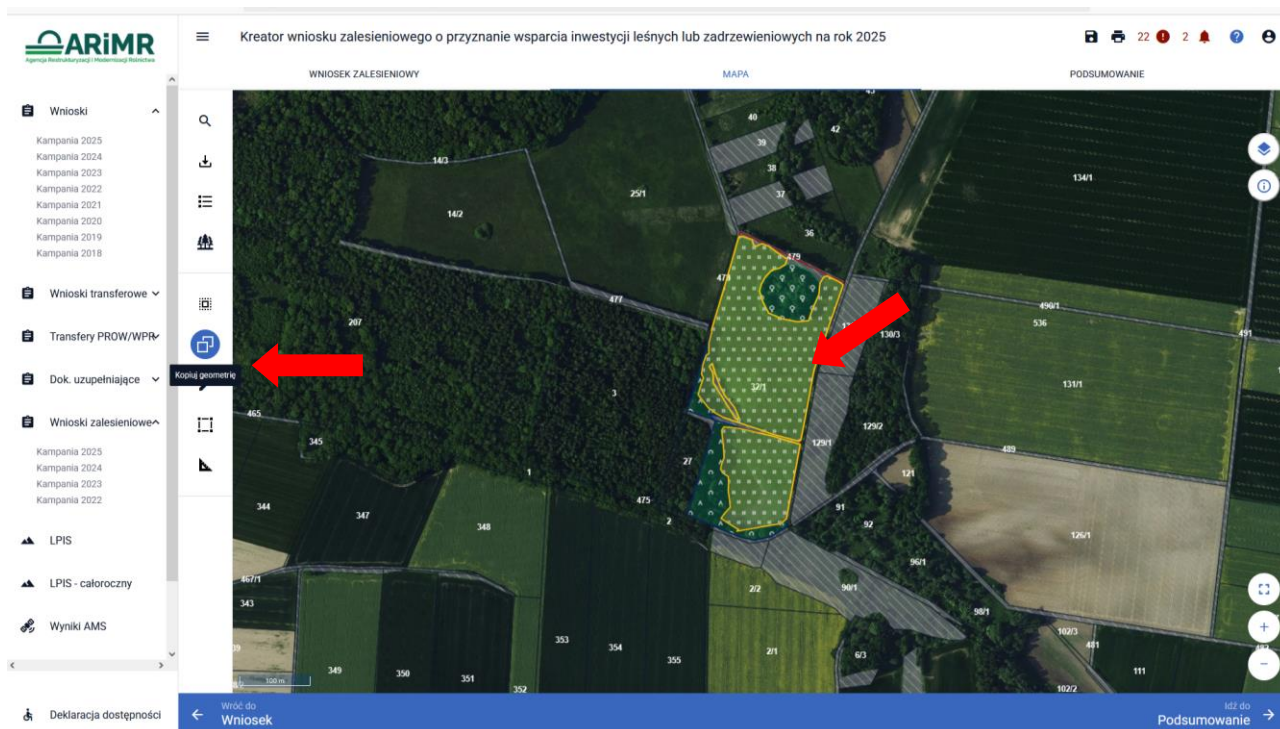 ARiMR
Agencja Restrukturyzacji i Modernizacji Rolnictwa
Kreator wniosku zalesieniowego o przyznanie wsparcia inwestycji leśnych lub zadrzewieniowych na rok 2025
22
2
WNIOSEK ZALESIENIOWY
MAPA
PODSUMOWANIE
Wnioski
Kampania 2025
Kampania 2024
Kampania 2023
Kampania 2022
Kampania 2021
Kampania 2020
Kampania 2019
Kampania 2018
Wnioski transferowe
Transfery PROW/WPR
Dok. uzupełniające
Wnioski zalesieniowe
Kampania 2025
Kampania 2024
Kampania 2023
Kampania 2022
LPIS
LPIS - całoroczny
Wyniki AMS
Deklaracja dostępności
Kopiuj geometrię
40
42
39
38
37
36
14/3
14/2
25/1
134/1
479
477
207
490/1
536
491
130/3
32/1
3
131/1
465
345
129/2
129/1
489
27
121
1
475
2
344
347
348
91
92
126/1
96/1
467/1
343
2/2
90/1
98/1
353
354
355
2/1
6/3
102/3
481
349
350
351
352
111
102/2
100 m
Wróć do
Wniosek
Idź do
Podsumowanie